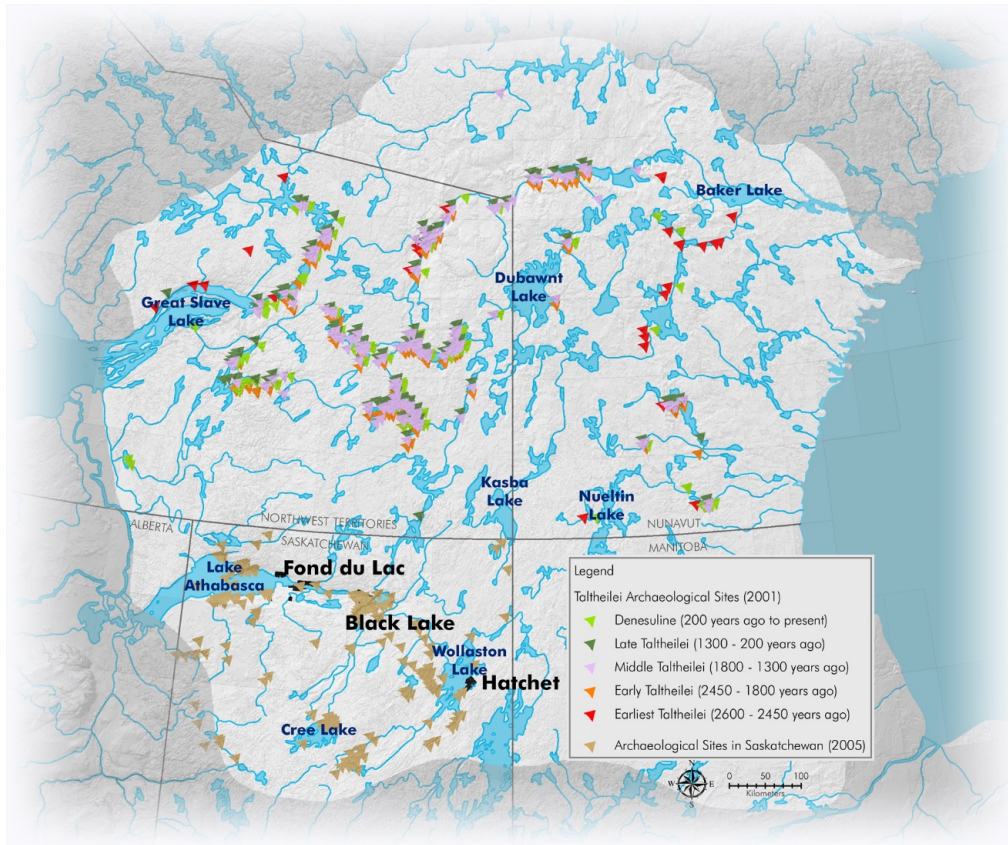 Baker Lake
Dubawnt
Lake
Great Slave
Lake
Kasba
Lake
Nueltin
Lake
ALBERTA
NORTHWEST TERRITORIES
NUNAVUT
SASKATCHEWAN
MANITOBA
Lake
Athabasca
Fond du Lac
Black Lake
Wollaston
Lake
Hatchet
Cree Lake
Legend
Taltheilei Archaeological Sites (2001)
Denesuline (200 years ago to present)
Late Taltheilei (1300 - 200 years ago)
Middle Taltheilei (1800 - 1300 years ago)
Early Taltheilei (2450 - 1800 years ago)
Earliest Taltheilei (2600 - 2450 years ago)
Archaeological Sites in Saskatchewan (2005)
N
W E
S
0 50 100
Kilometers